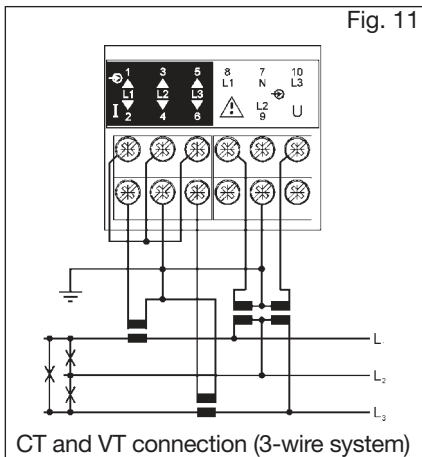 Fig. 11
1 3 5 8 7 10
L1 N L3
L1 L2 L3
I L2 U
2 4 6 9
L
L2
L3
CT and VT connection (3-wire system)